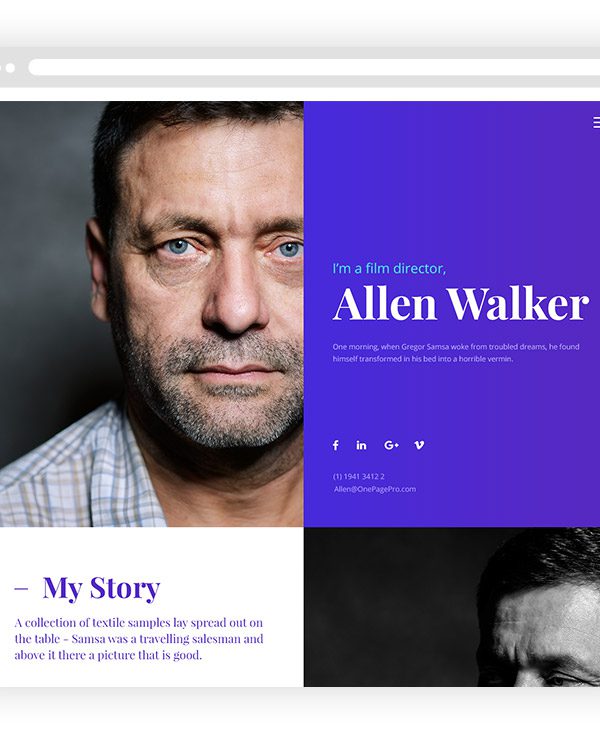 I'm a film director,
Allen Walker
One morning, when Gregor Samsa woke from troubled dreams, he found
himself transformed in his bed into a horrible vermin.
(1) 1941 3412 2
Allen@OnePagePro.com
– My Story
A collection of textile samples lay spread out on
the table - Samsa was a travelling salesman and
above it there a picture that is good.